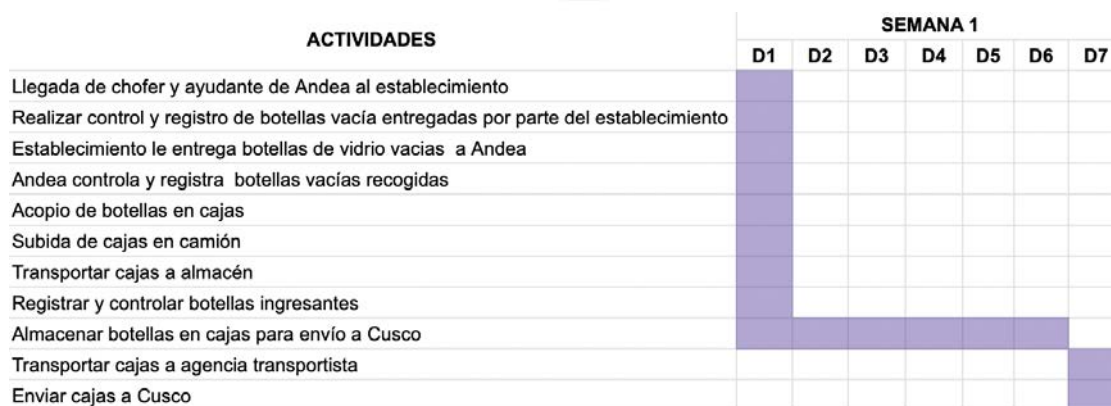 ACTIVIDADES
SEMANA 1
D1 D2 D3 D4 D5 D6 D7
Llegada de chofer y ayudante de Andea al establecimiento
Realizar control y registro de botellas vacía entregadas por parte del establecimiento
Establecimiento le entrega botellas de vidrio vacias a Andea
Andea controla y registra botellas vacías recogidas
Acopio de botellas en cajas
Subida de cajas en camión
Transportar cajas a almacén
Registrar y controlar botellas ingresantes
Almacenar botellas en cajas para envío a Cusco
Transportar cajas a agencia transportista
Enviar cajas a Cusco